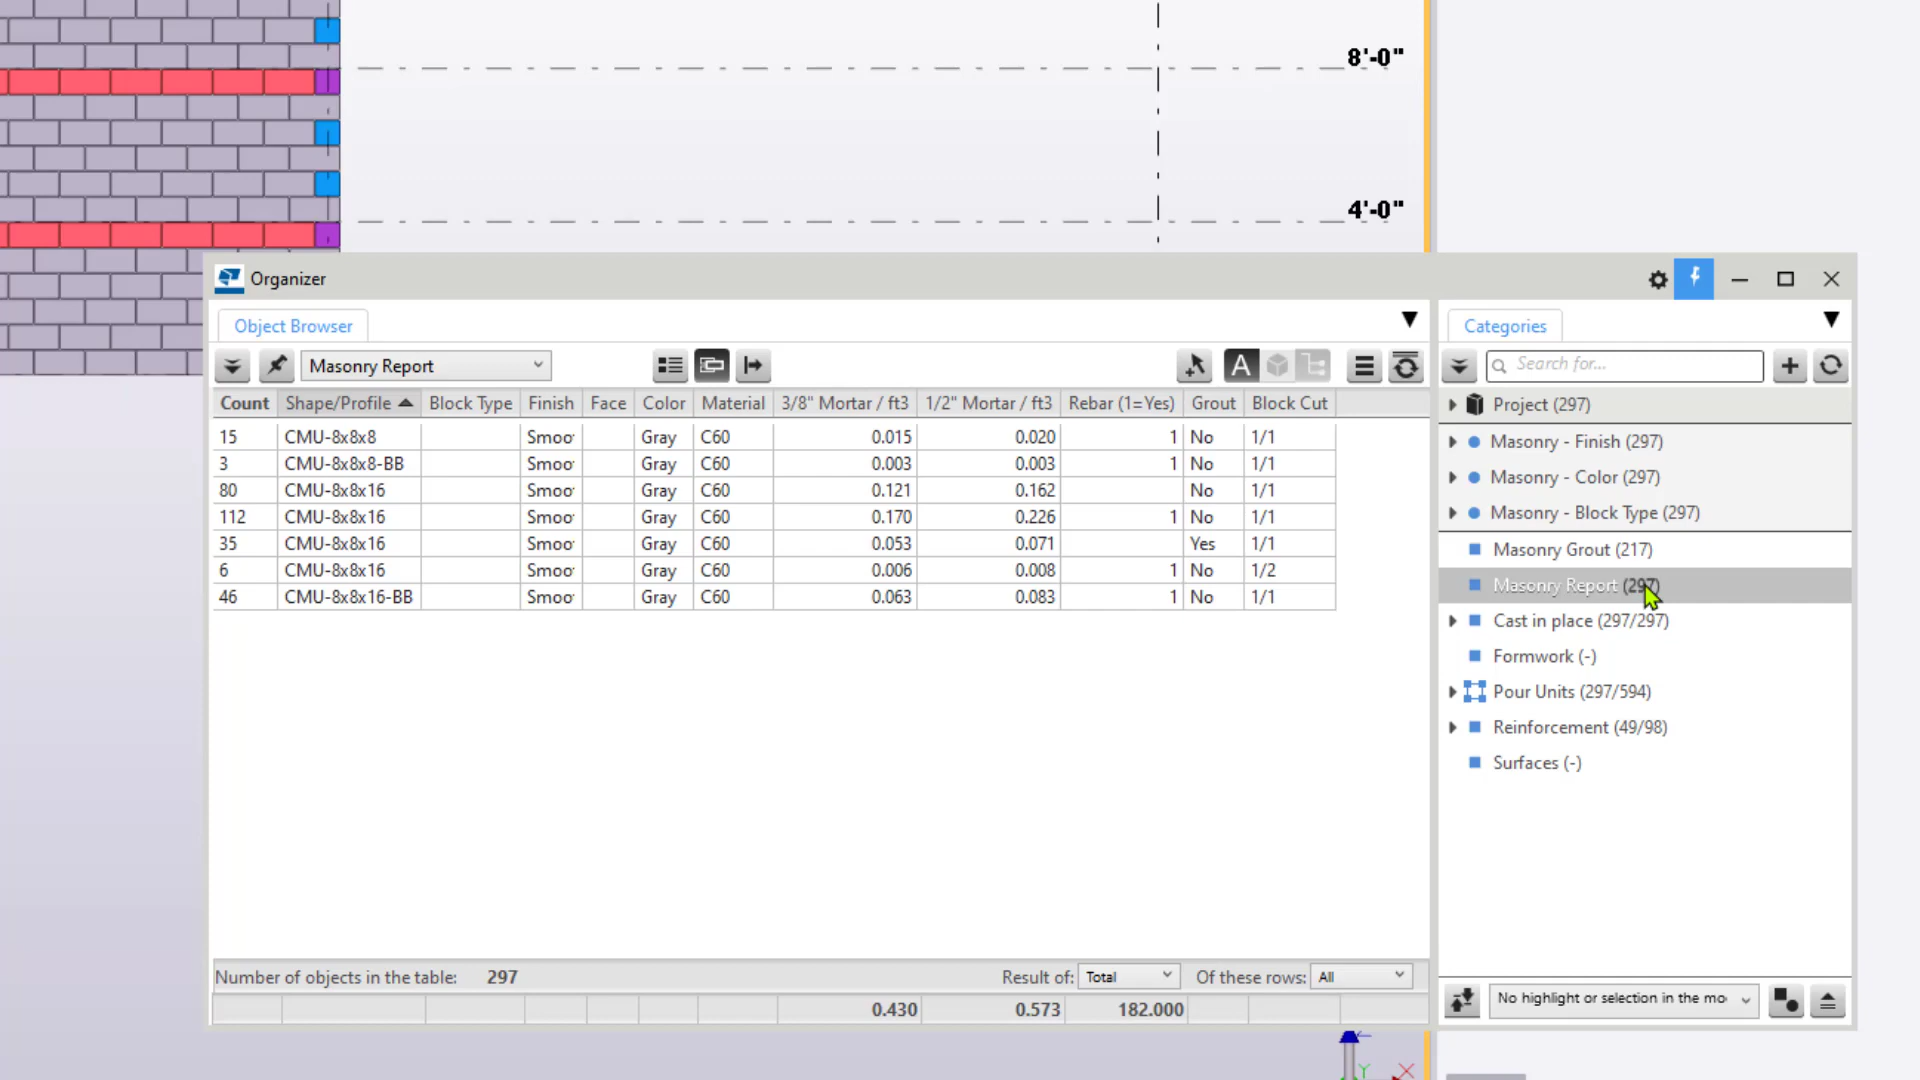 8'-0"
4'-0"
Organizer
Object Browser
Masonry Report
A
Count Shape/Profile Block Type Finish Face Color Material 3/8" Mortar / ft3 1/2" Mortar / ft3 Rebar (1=Yes) Grout Block Cut
15 CMU-8x8x8 Smoo Gray C60 0.015 0.020 1 No 1/1
3 CMU-8x8x8-BB Smoo Gray C60 0.003 0.003 1 No 1/1
80 CMU-8x8x16 Smoo Gray C60 0.121 0.162 No 1/1
112 CMU-8x8x16 Smoo Gray C60 0.170 0.226 1 No 1/1
35 CMU-8x8x16 Smoo Gray C60 0.053 0.071 Yes 1/1
6 CMU-8x8x16 Smoo Gray C60 0.006 0.008 1 No 1/2
46 CMU-8x8x16-BB Smoo Gray C60 0.063 0.083 1 No 1/1
Number of objects in the table: 297 Result of: Total Of these rows: All
0.430 0.573 182.000
Categories
Search for...
Project (297)
Masonry - Finish (297)
Masonry - Color (297)
Masonry - Block Type (297)
Masonry Grout (217)
Masonry Report (297)
Cast in place (297/297)
Formwork (-)
Pour Units (297/594)
Reinforcement (49/98)
Surfaces (-)
No highlight or selection in the mo
Y X